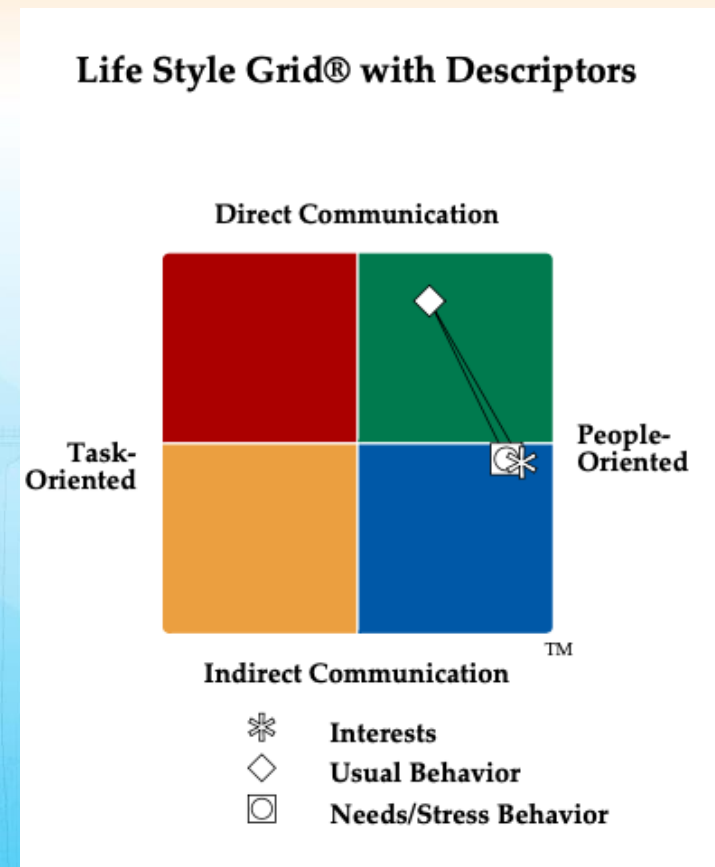 Life Style Grid® with Descriptors
Direct Communication
Task-
Oriented
People-
Oriented
TM
Indirect Communication
Interests
Usual Behavior
Needs/Stress Behavior